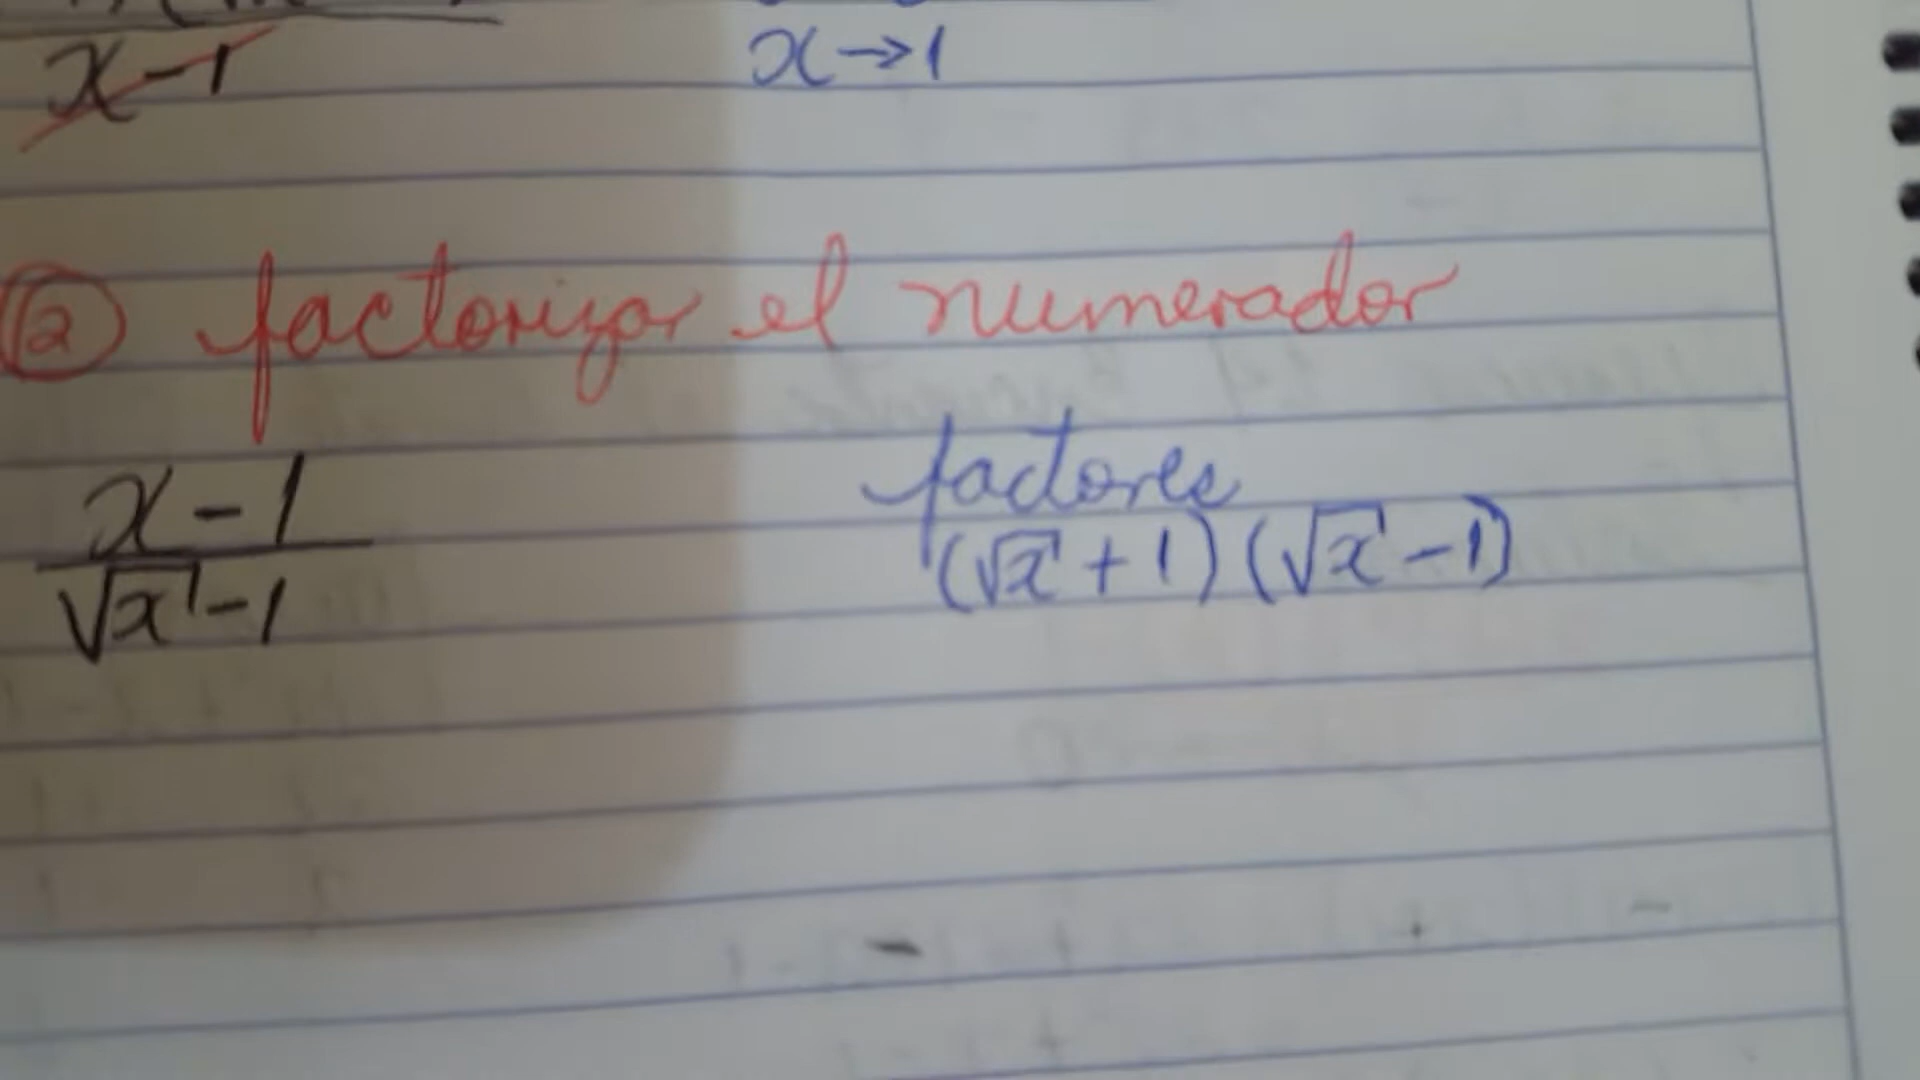 x-1
x→1
② factorizar el numerador
factores
x-1
(√x+1)(√x-1)
√x-1